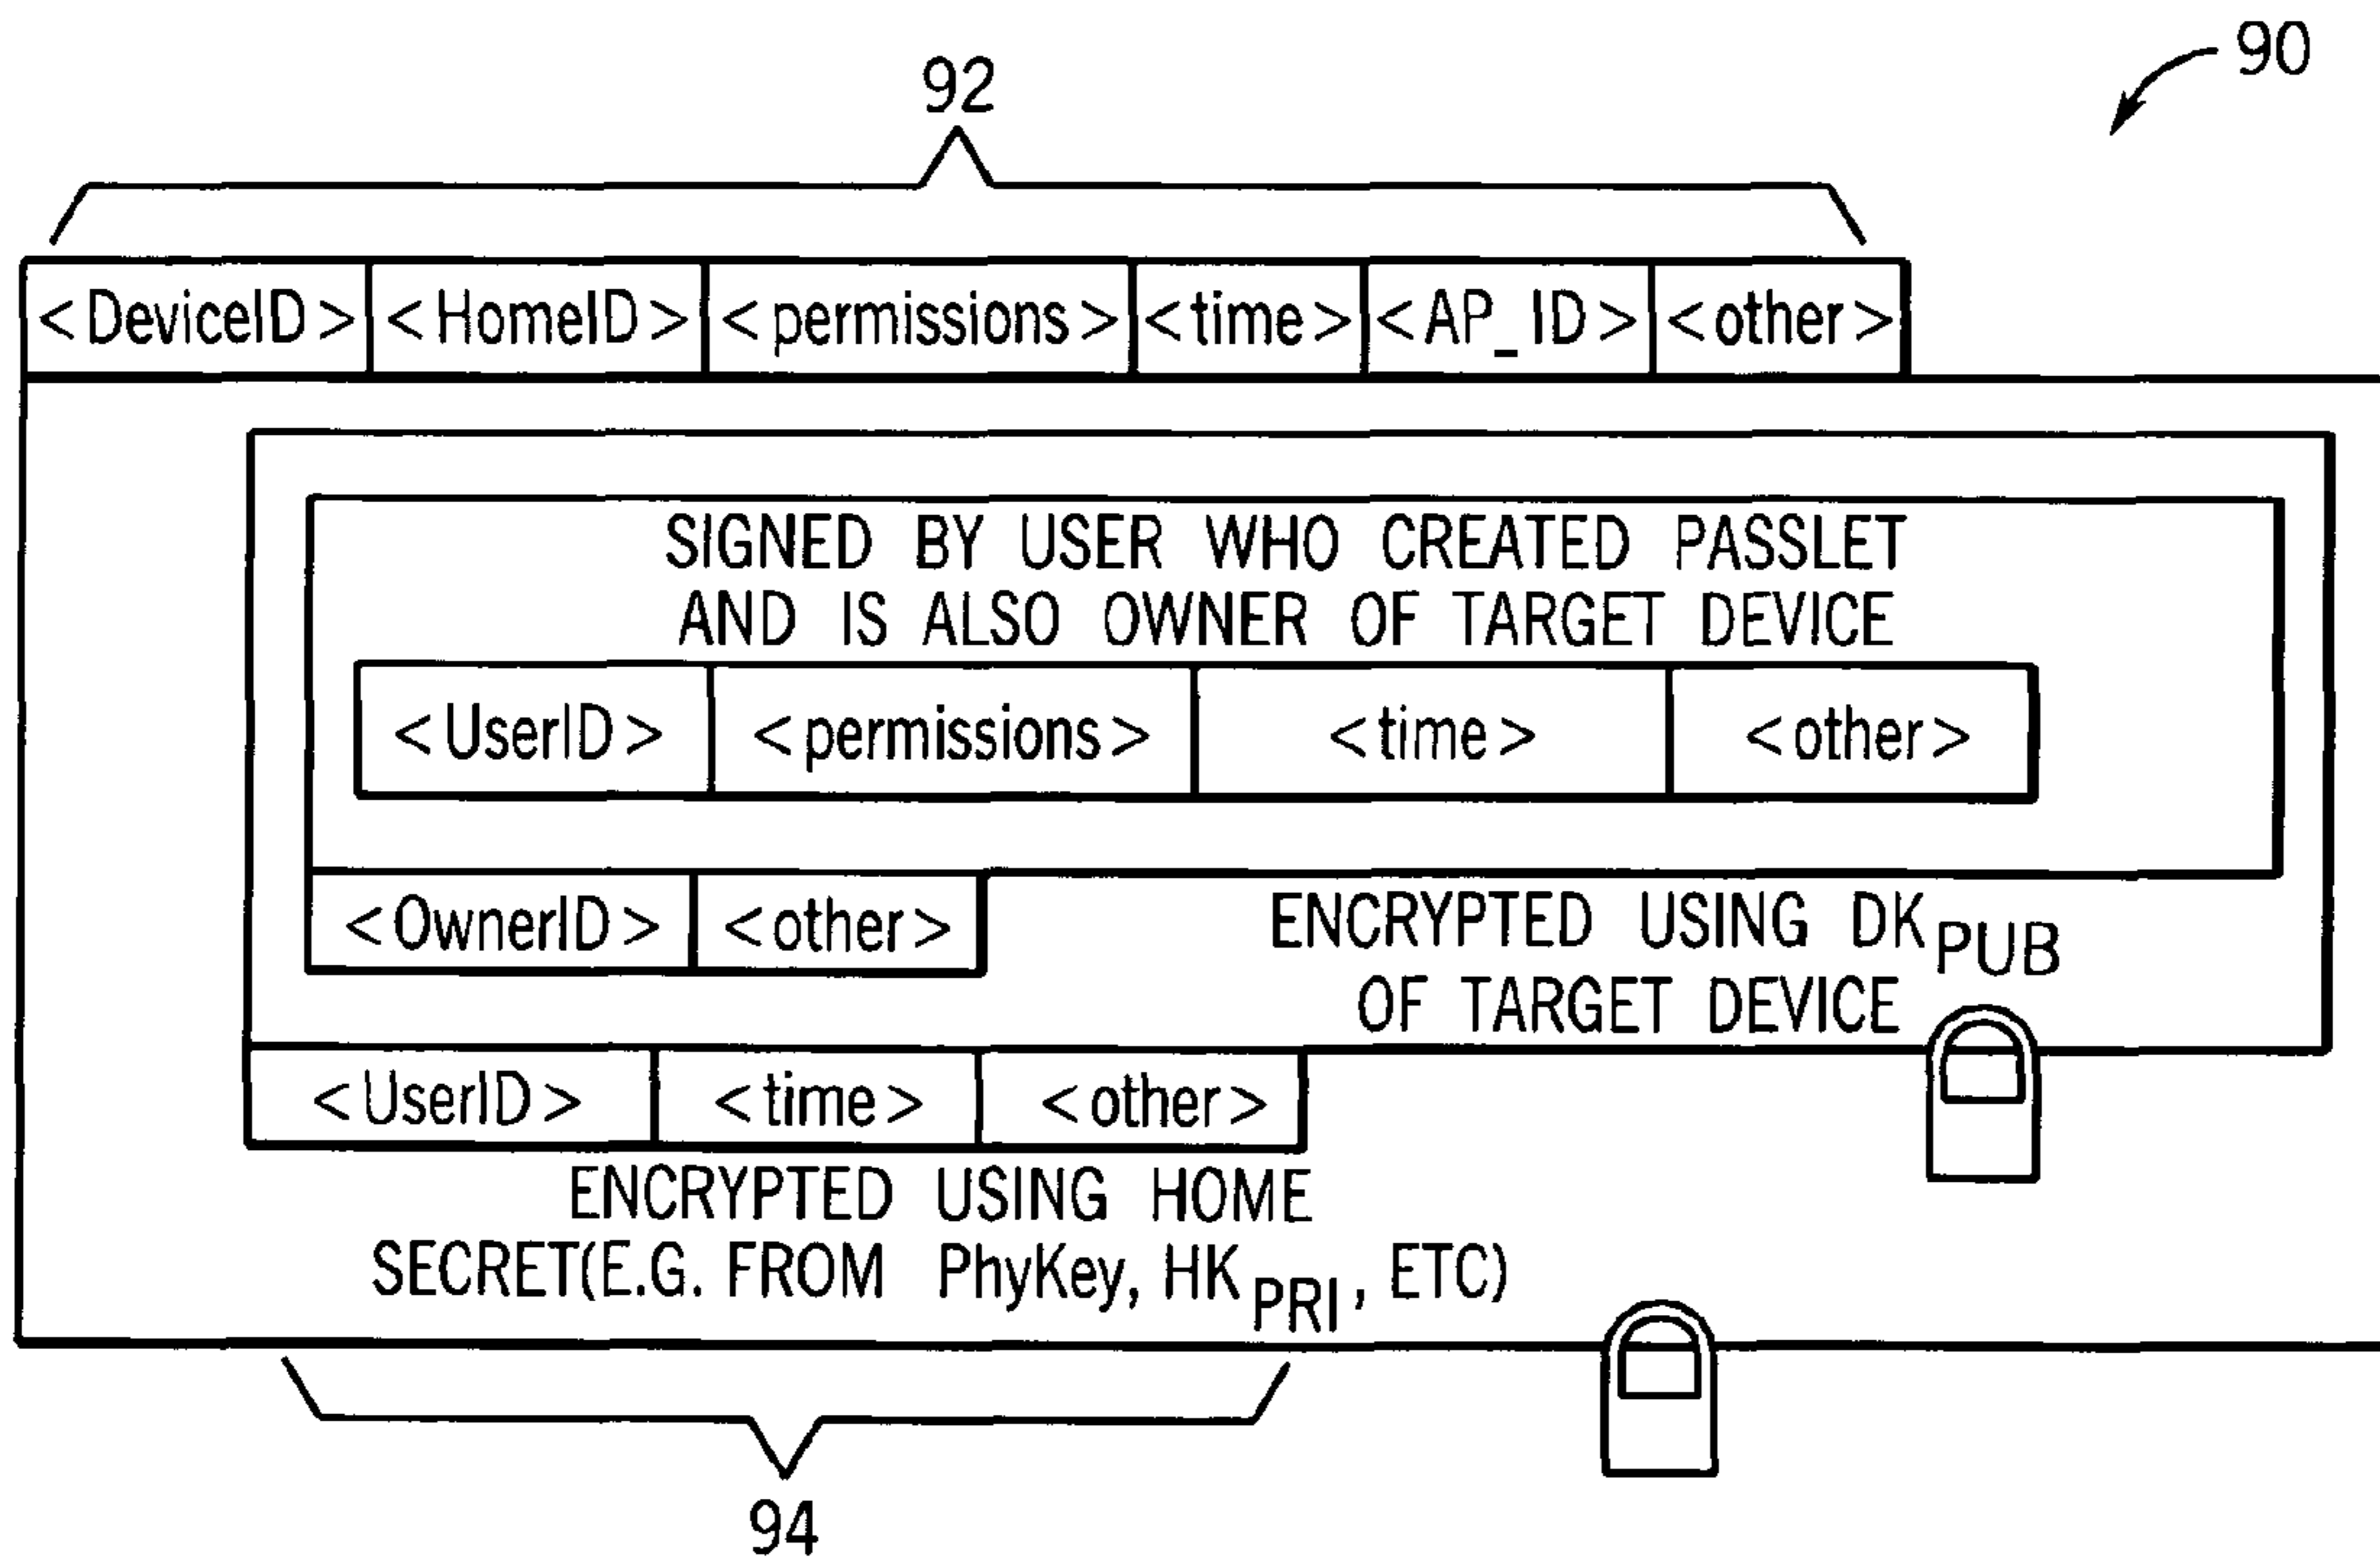 90
92
<DeviceID> <HomeID> <permissions> <time> <AP_ID> <other>
SIGNED BY USER WHO CREATED PASSLET
AND IS ALSO OWNER OF TARGET DEVICE
<UserID> <permissions> <time> <other>
<OwnerID> <other>
ENCRYPTED USING DKPUB
OF TARGET DEVICE
<UserID> <time> <other>
ENCRYPTED USING HOME
SECRET(E.G. FROM PhyKey, HKPRI, ETC)
94